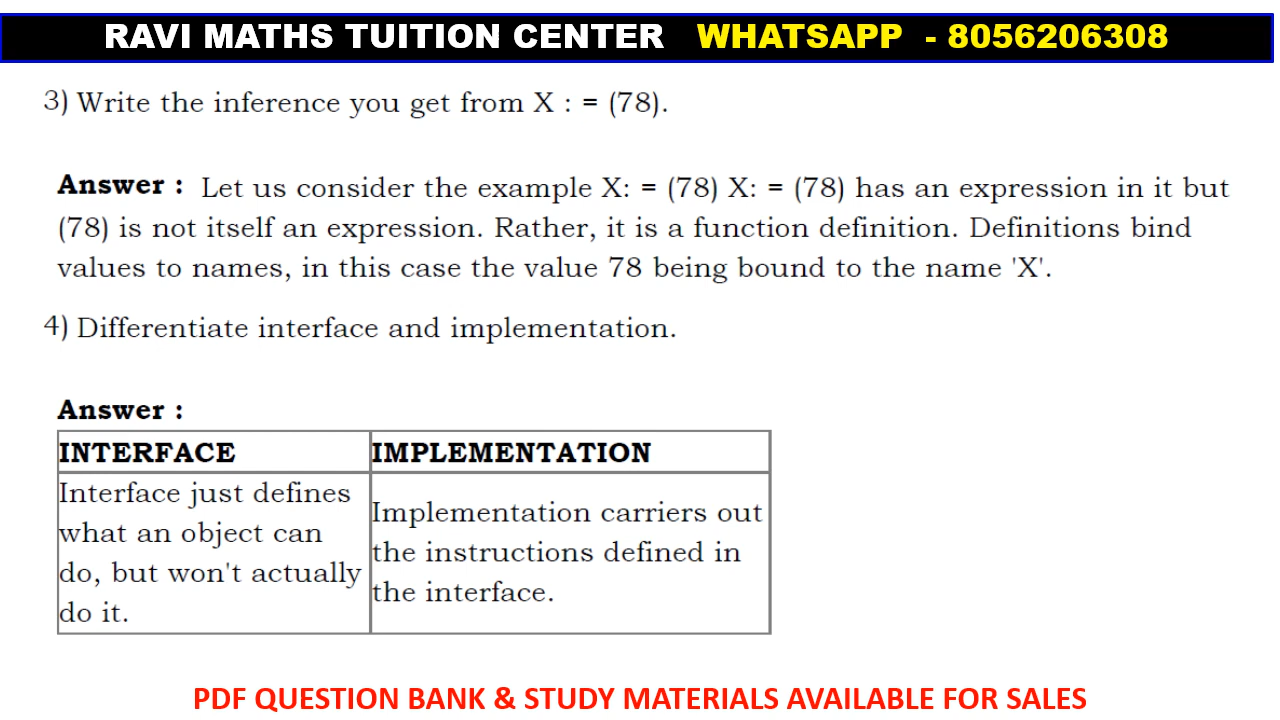 RAVI MATHS TUITION CENTER WHATSAPP - 8056206308
3) Write the inference you get from X : = (78).
Answer : Let us consider the example X: = (78) X: = (78) has an expression in it but
(78) is not itself an expression. Rather, it is a function definition. Definitions bind
values to names, in this case the value 78 being bound to the name 'X'.
4) Differentiate interface and implementation.
Answer :
INTERFACE IMPLEMENTATION
Interface just defines
what an object can
do, but won't actually
do it.
Implementation carriers out
the instructions defined in
the interface.
PDF QUESTION BANK & STUDY MATERIALS AVAILABLE FOR SALES